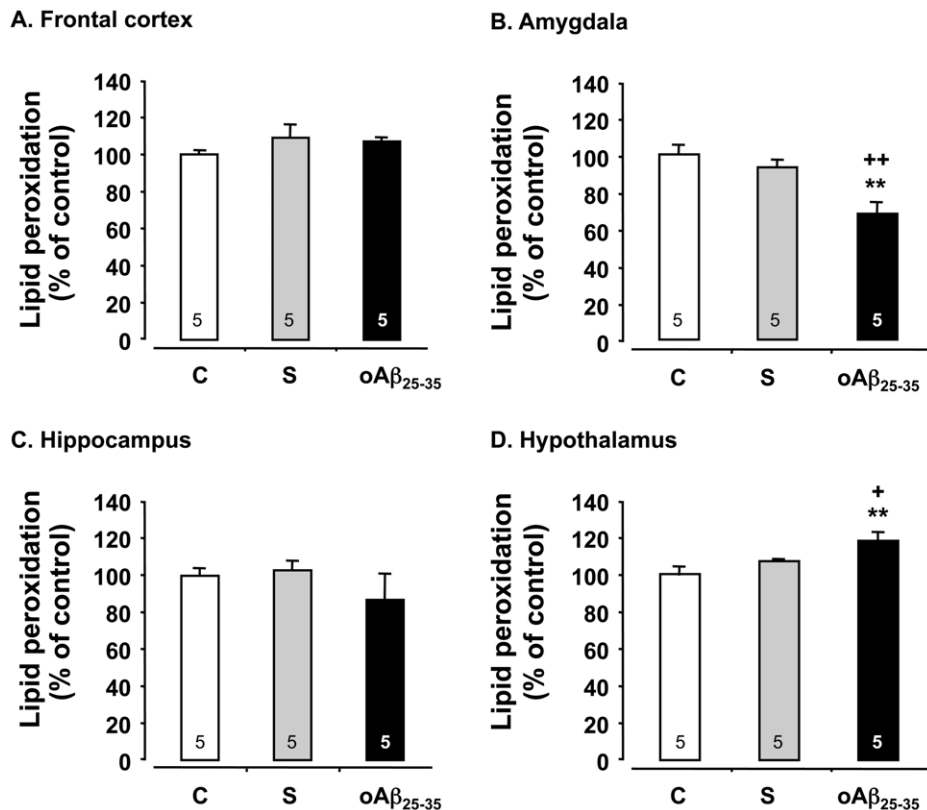 A. Frontal cortex
Lipid peroxidation
(% of control)
140
120
100
80
60
40
20
0
5
5
5
C
S
oAβ25-35
B. Amygdala
Lipid peroxidation
(% of control)
140
120
100
80
60
40
20
0
++
**
5
5
5
C
S
oAβ25-35
C. Hippocampus
Lipid peroxidation
(% of control)
140
120
100
80
60
40
20
0
5
5
5
C
S
oAβ25-35
D. Hypothalamus
Lipid peroxidation
(% of control)
140
120
100
80
60
40
20
0
+
**
5
5
5
C
S
oAβ25-35